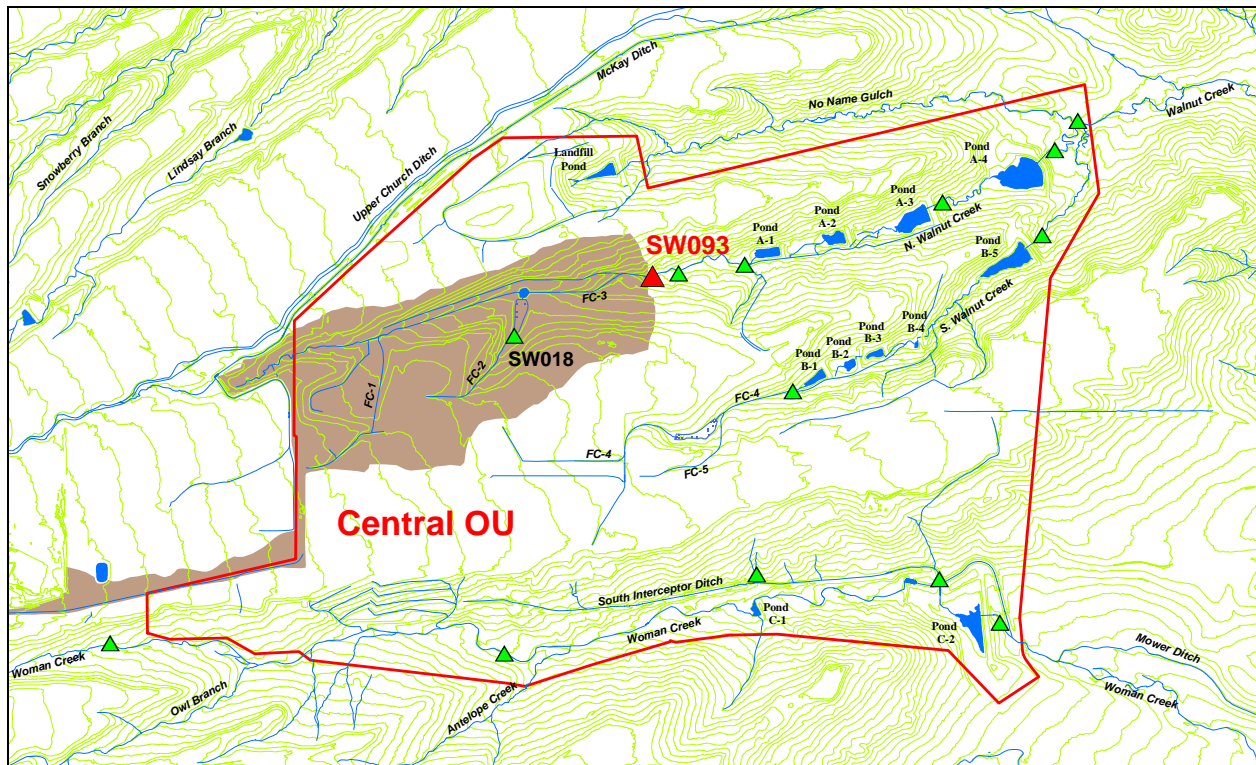 McKay Ditch
No Name Gulch
Walnut Creek
Snowberry Branch
Lindsay Branch
Upper Church Ditch
Landfill
Pond
Pond
A-4
Pond
A-3
Pond
A-2
Pond
A-1
N. Walnut Creek
SW093
Pond
B-5
FC-3
S. Walnut Creek
Pond
B-4
Pond
B-3
Pond
B-2
Pond
B-1
SW018
FC-2
FC-1
FC-4
FC-4
FC-5
Central OU
South Interceptor Ditch
Pond
C-1
Woman Creek
Pond
C-2
Mower Ditch
Woman Creek
Woman Creek
Owl Branch
Antelope Creek